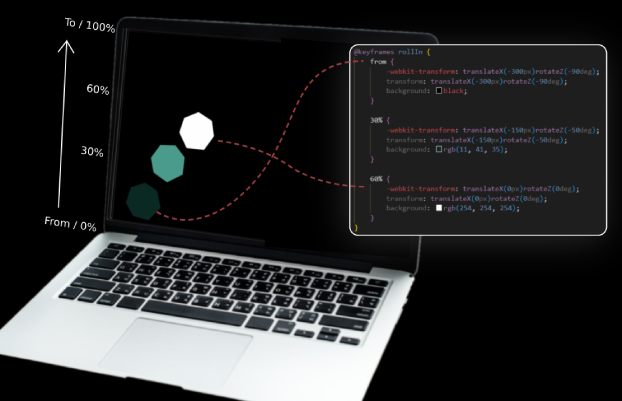 To / 100%
60%
30%
From / 0%
@keyframes rollIn {
from {
-webkit-transform: translateX(-300px)rotateZ(-90deg);
transform: translateX(-300px)rotateZ(-90deg);
background: black;
}
30% {
-webkit-transform: translateX(-150px)rotateZ(-50deg);
transform: translateX(-150px)rotateZ(-50deg);
background: rgb(11, 41, 35);
}
60% {
-webkit-transform: translateX(0px)rotateZ(0deg);
transform: translateX(0px)rotateZ(0deg);
background: rgb(254, 254, 254);
}
}